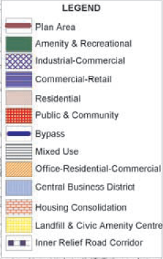 LEGEND
Plan Area
Amenity & Recreational
Industrial-Commercial
Commercial-Retail
Residential
Public & Community
Bypass
Mixed Use
Office-Residential-Commercial
Central Business District
Housing Consolidation
Landfill & Civic Amenity Centre
Inner Relief Road Corridor